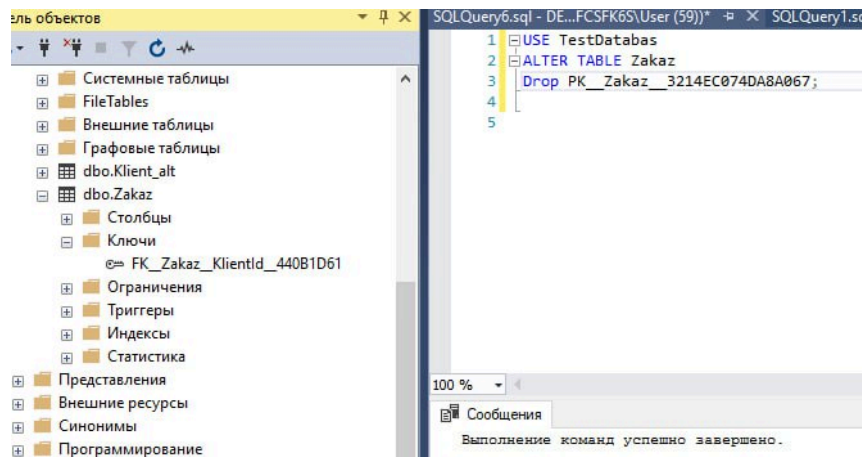 ель объектов
Системные таблицы
FileTables
Внешние таблицы
Графовые таблицы
dbo.Klient_alt
dbo.Zakaz
Столбцы
Ключи
FK__Zakaz__KlientId__440B1D61
Ограничения
Триггеры
Индексы
Статистика
Представления
Внешние ресурсы
Синонимы
Программирование
SQLQuery6.sql - DE...FCSFK6S\User (59))* SQLQuery1.sq
1 USE TestDatabas
2 ALTER TABLE Zakaz
3 Drop PK__Zakaz__3214EC074DA8A067;
4
5
100 %
Сообщения
Выполнение команд успешно завершено.